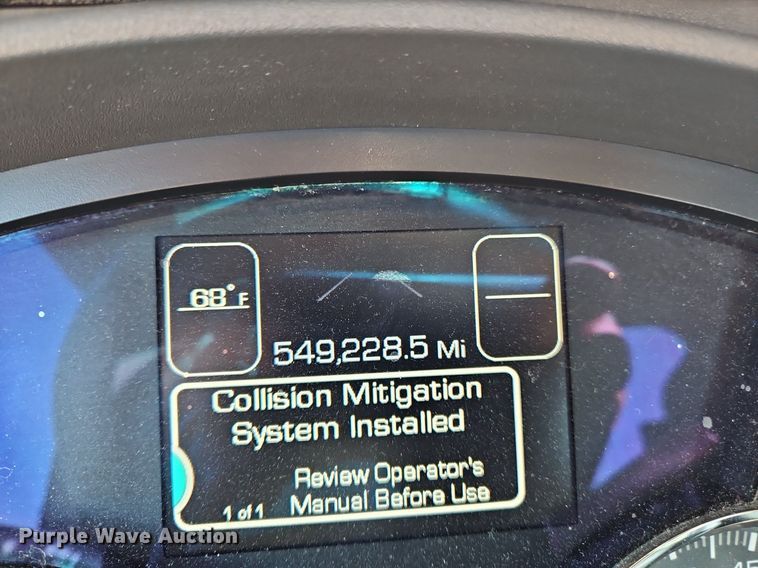 68°F
549,228.5 Mi
Collision Mitigation
System Installed
Review Operator's
1 of 1 Manual Before Use
Purple Wave Auction